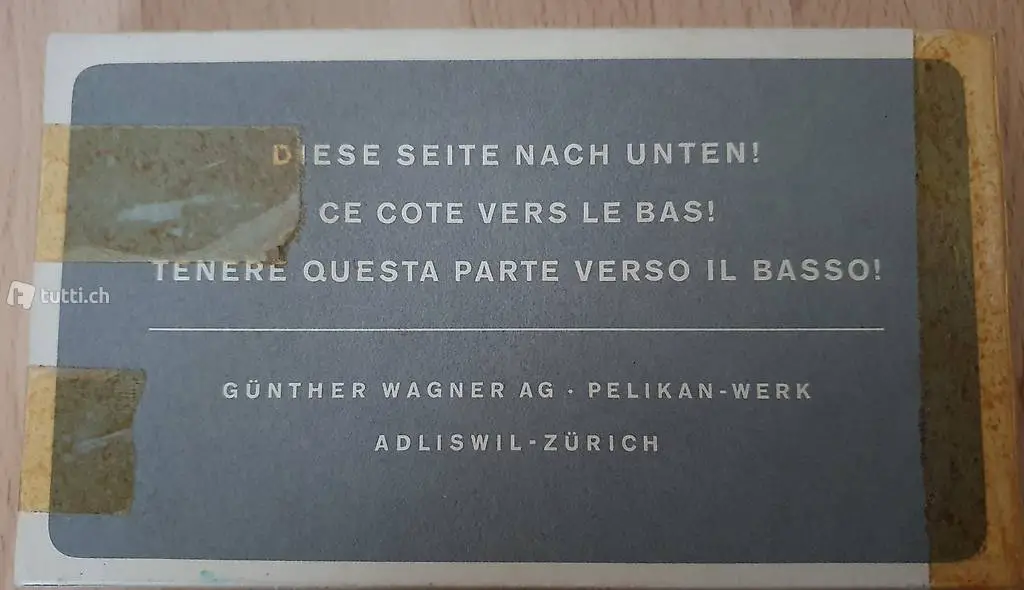 DIESE SEITE NACH UNTEN!
CE COTE VERS LE BAS!
TENERE QUESTA PARTE VERSO IL BASSO!
tutti.ch
GÜNTHER WAGNER AG · PELIKAN-WERK
ADLISWIL-ZÜRICH